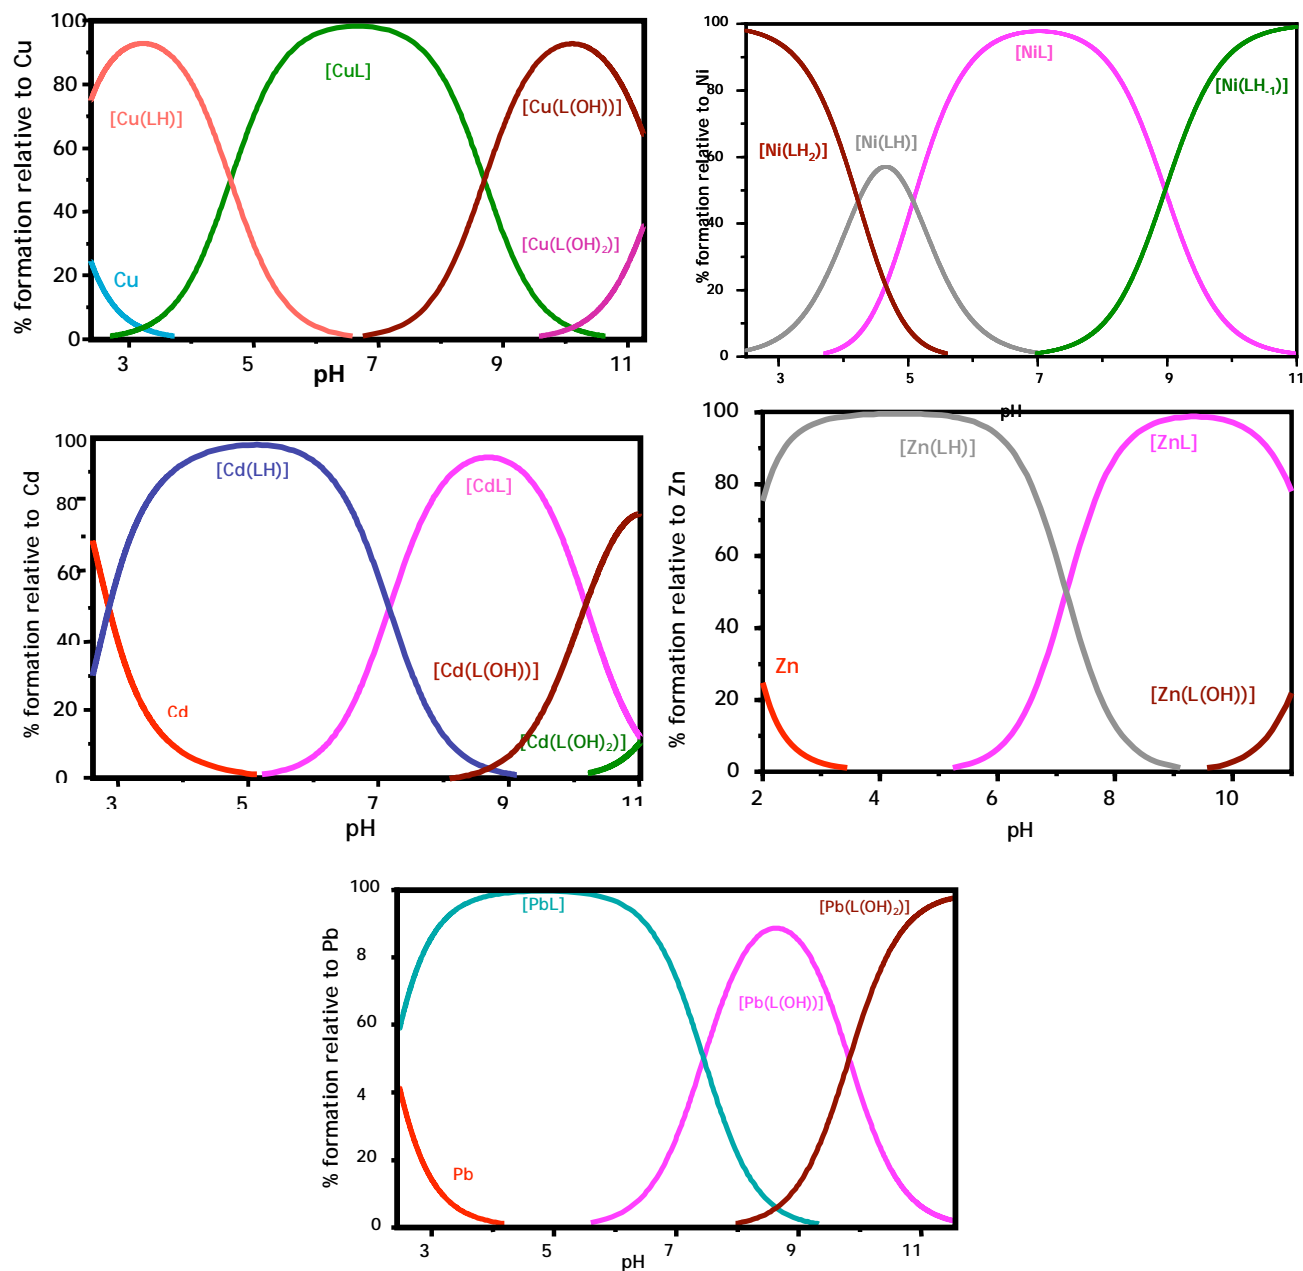 % formation relative to Cu
100
80
60
40
20
0
[Cu(LH)]
[CuL]
[Cu(L(OH))]
[Cu(L(OH)₂)]
Cu
3 5 7 9 11
pH
% formation relative to Ni
100
80
60
40
20
0
[Ni(LH₂)]
[Ni(LH)]
[NiL]
[Ni(LH₋₁)]
3 5 7 9 11
pH
% formation relative to Cd
100
80
60
40
20
0
[Cd(LH)]
[CdL]
[Cd(L(OH))]
[Cd(L(OH)₂)]
Cd
3 5 7 9 11
pH
% formation relative to Zn
100
80
60
40
20
0
[Zn(LH)]
[ZnL]
Zn
[Zn(L(OH))]
2 4 6 8 10
pH
% formation relative to Pb
100
8
60
4
20
0
[PbL]
[Pb(L(OH)₂)]
[Pb(L(OH))]
Pb
3 5 7 9 11
pH